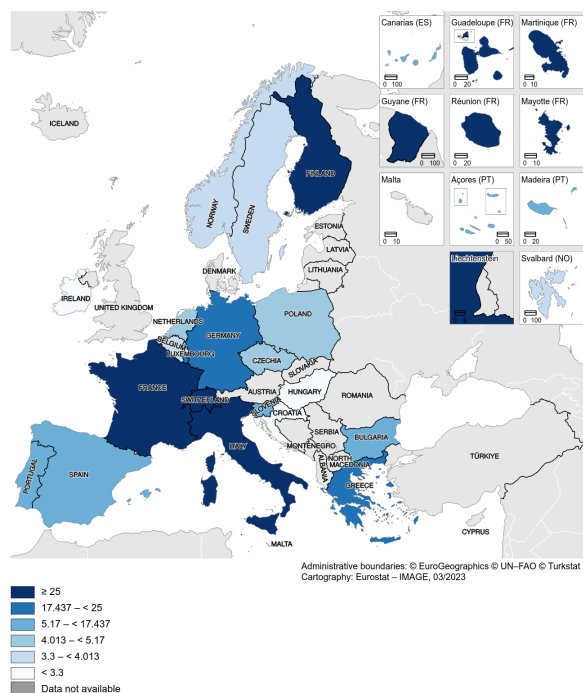 Canarias (ES)
0 100
Guadeloupe (FR)
0 20
Martinique (FR)
0 10
Guyane (FR)
0 100
Réunion (FR)
0 20
Mayotte (FR)
0 10
Malta
0 10
Açores (PT)
0 50
Madeira (PT)
0 20
Liechtenstein
Svalbard (NO)
0 100
ICELAND
FINLAND
NORWAY
SWEDEN
ESTONIA
LATVIA
LITHUANIA
DENMARK
IRELAND
UNITED KINGDOM
NETHERLANDS
BELGIUM
LUXEMBOURG
GERMANY
POLAND
CZECHIA
SLOVAKIA
FRANCE
SWITZERLAND
AUSTRIA
HUNGARY
SLOVENIA
CROATIA
ROMANIA
SERBIA
MONTENEGRO
BULGARIA
NORTH
MACEDONIA
ALBANIA
ITALY
GREECE
TÜRKIYE
PORTUGAL
SPAIN
MALTA
CYPRUS
Administrative boundaries: © EuroGeographics © UN–FAO © Turkstat
Cartography: Eurostat – IMAGE, 03/2023
≥ 25
17.437 – < 25
5.17 – < 17.437
4.013 – < 5.17
3.3 – < 4.013
< 3.3
Data not available